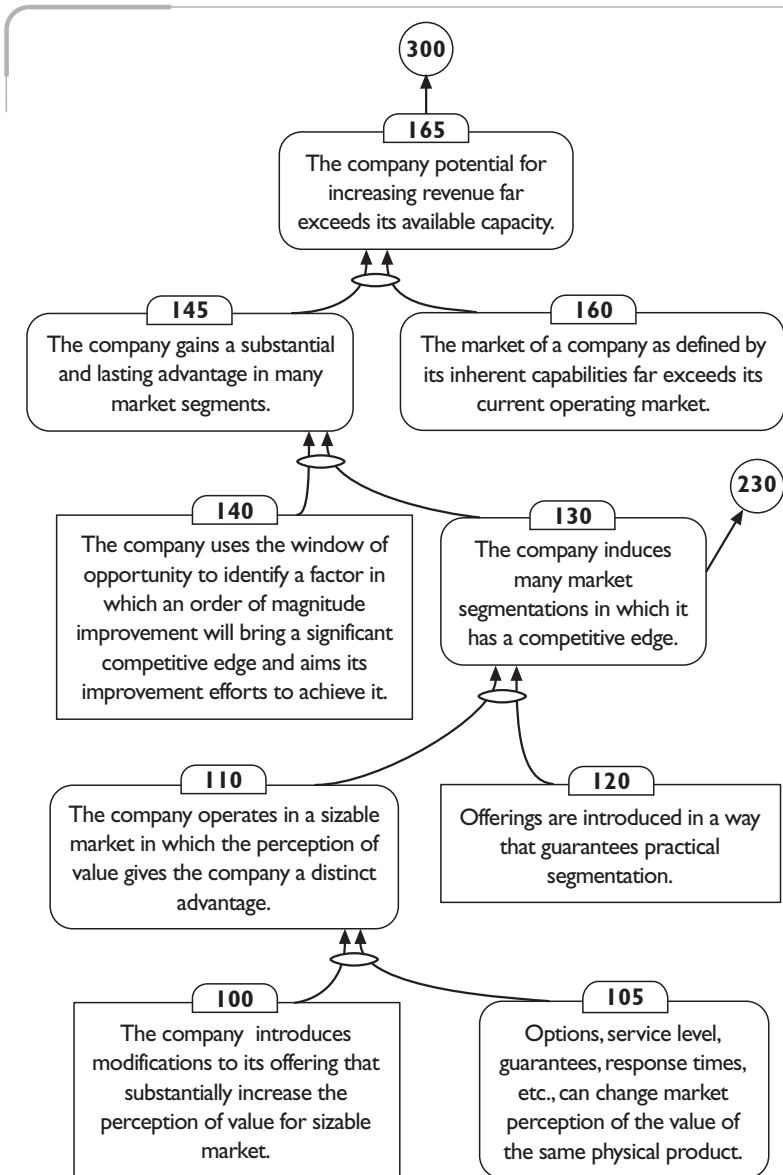 300
165
The company potential for
increasing revenue far
exceeds its available capacity.
145
The company gains a substantial
and lasting advantage in many
market segments.
160
The market of a company as defined by
its inherent capabilities far exceeds its
current operating market.
140
The company uses the window of
opportunity to identify a factor in
which an order of magnitude
improvement will bring a significant
competitive edge and aims its
improvement efforts to achieve it.
130
The company induces
many market
segmentations in which it
has a competitive edge.
230
110
The company operates in a sizable
market in which the perception of
value gives the company a distinct
advantage.
120
Offerings are introduced in a way
that guarantees practical
segmentation.
100
The company introduces
modifications to its offering that
substantially increase the
perception of value for sizable
market.
105
Options, service level,
guarantees, response times,
etc., can change market
perception of the value of
the same physical product.